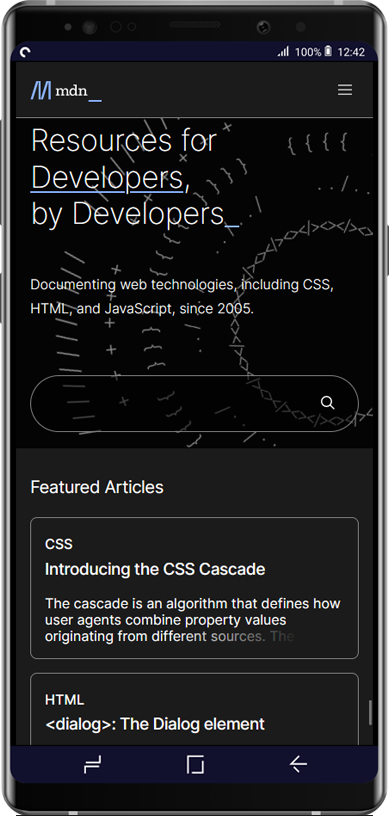 100% 12:42
mdn_
Resources for
Developers,
by Developers_
Documenting web technologies, including CSS,
HTML, and JavaScript, since 2005.
Featured Articles
CSS
Introducing the CSS Cascade
The cascade is an algorithm that defines how
user agents combine property values
originating from different sources. The
HTML
<dialog>: The Dialog element